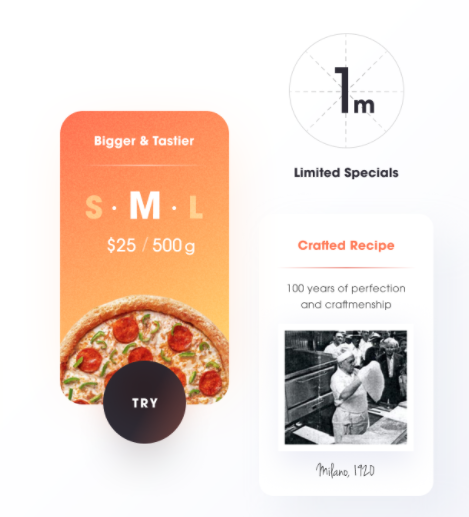 Bigger & Tastier
S · M · L
$25 / 500g
TRY
1m
Limited Specials
Crafted Recipe
100 years of perfection
and craftmenship
Milano, 1920